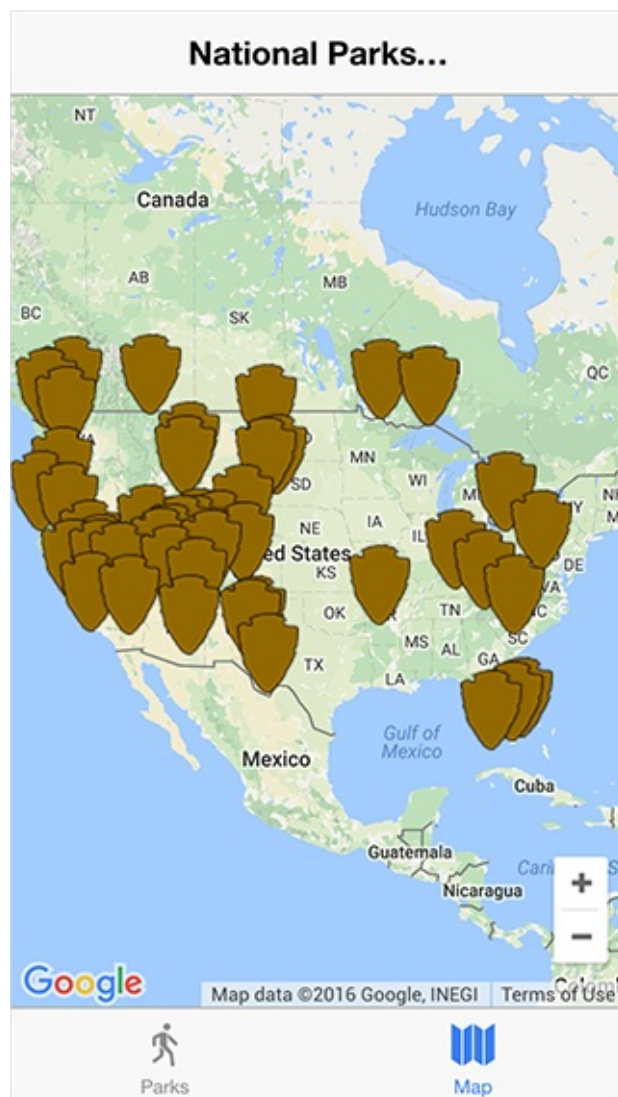 National Parks...
NT
Canada
Hudson Bay
AB
MB
SK
BC
QC
MN
WI
SD
NE
IA
IL
DE
KS
OK
TN
MS
AL
SC
GA
TX
LA
Gulf of
Mexico
Mexico
Cuba
Guatemala
Nicaragua
+
−
Google
Map data ©2016 Google, INEGI
Terms of Use
Parks
Map